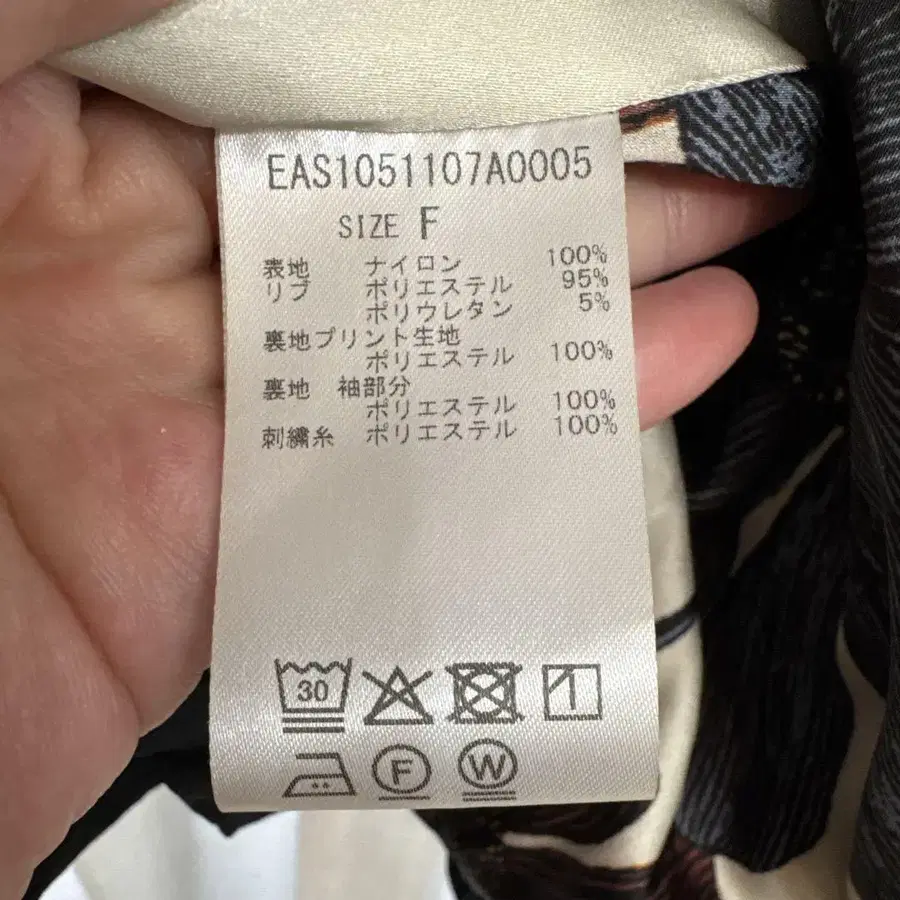 EAS1051107A0005
SIZE F
表地 ナイロン 100%
リブ ポリエステル 95%
ポリウレタン 5%
裏地プリント生地
ポリエステル 100%
裏地 袖部分
ポリエステル 100%
刺繍糸 ポリエステル 100%
30
F W